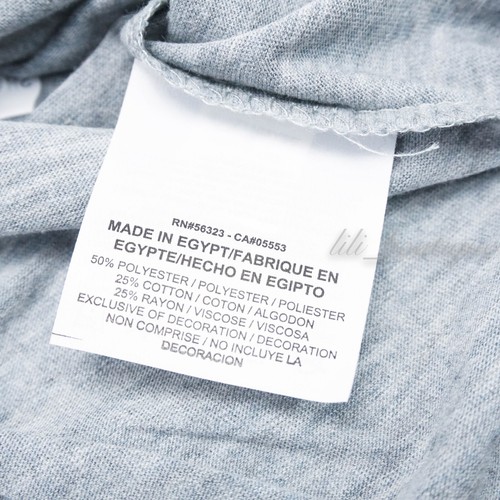 RN#56323 - CA#05553
MADE IN EGYPT/FABRIQUE EN
EGYPTE/HECHO EN EGIPTO
50% POLYESTER / POLYESTER / POLIESTER
25% COTTON / COTON / ALGODON
25% RAYON / VISCOSE / VISCOSA
EXCLUSIVE OF DECORATION / DECORATION
NON COMPRISE / NO INCLUYE LA
DECORACION